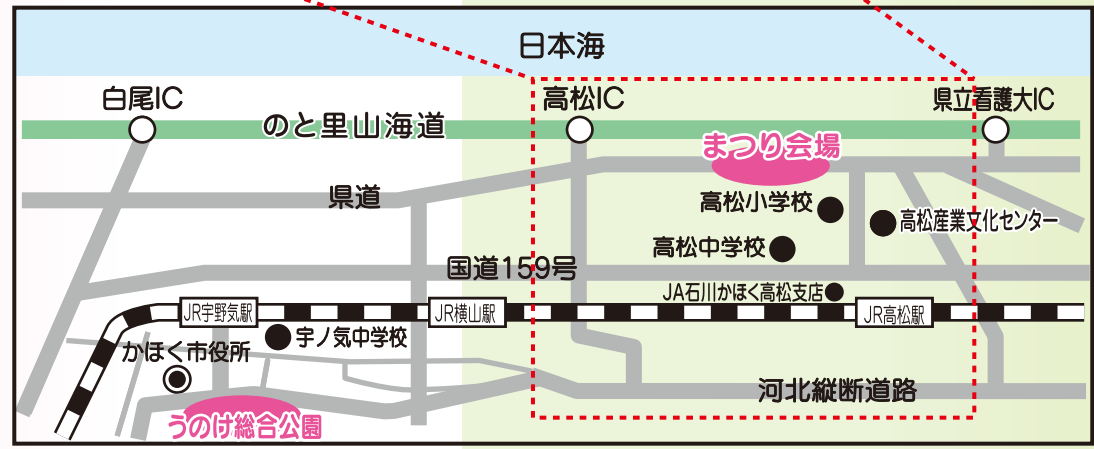 日本海
白尾IC
高松IC
県立看護大IC
のと里山海道
まつり会場
県道
高松小学校
高松産業文化センター
高松中学校
国道159号
JA石川かほく高松支店
JR宇野気駅
JR横山駅
JR高松駅
宇ノ気中学校
かほく市役所
河北縦断道路
うのけ総合公園